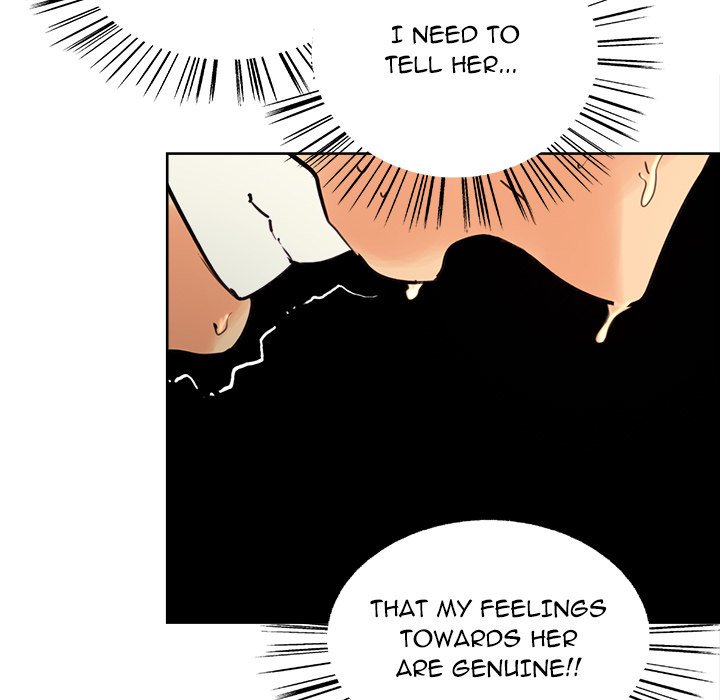 I NEED TO
TELL HER...
THAT MY FEELINGS
TOWARDS HER
ARE GENUINE!!